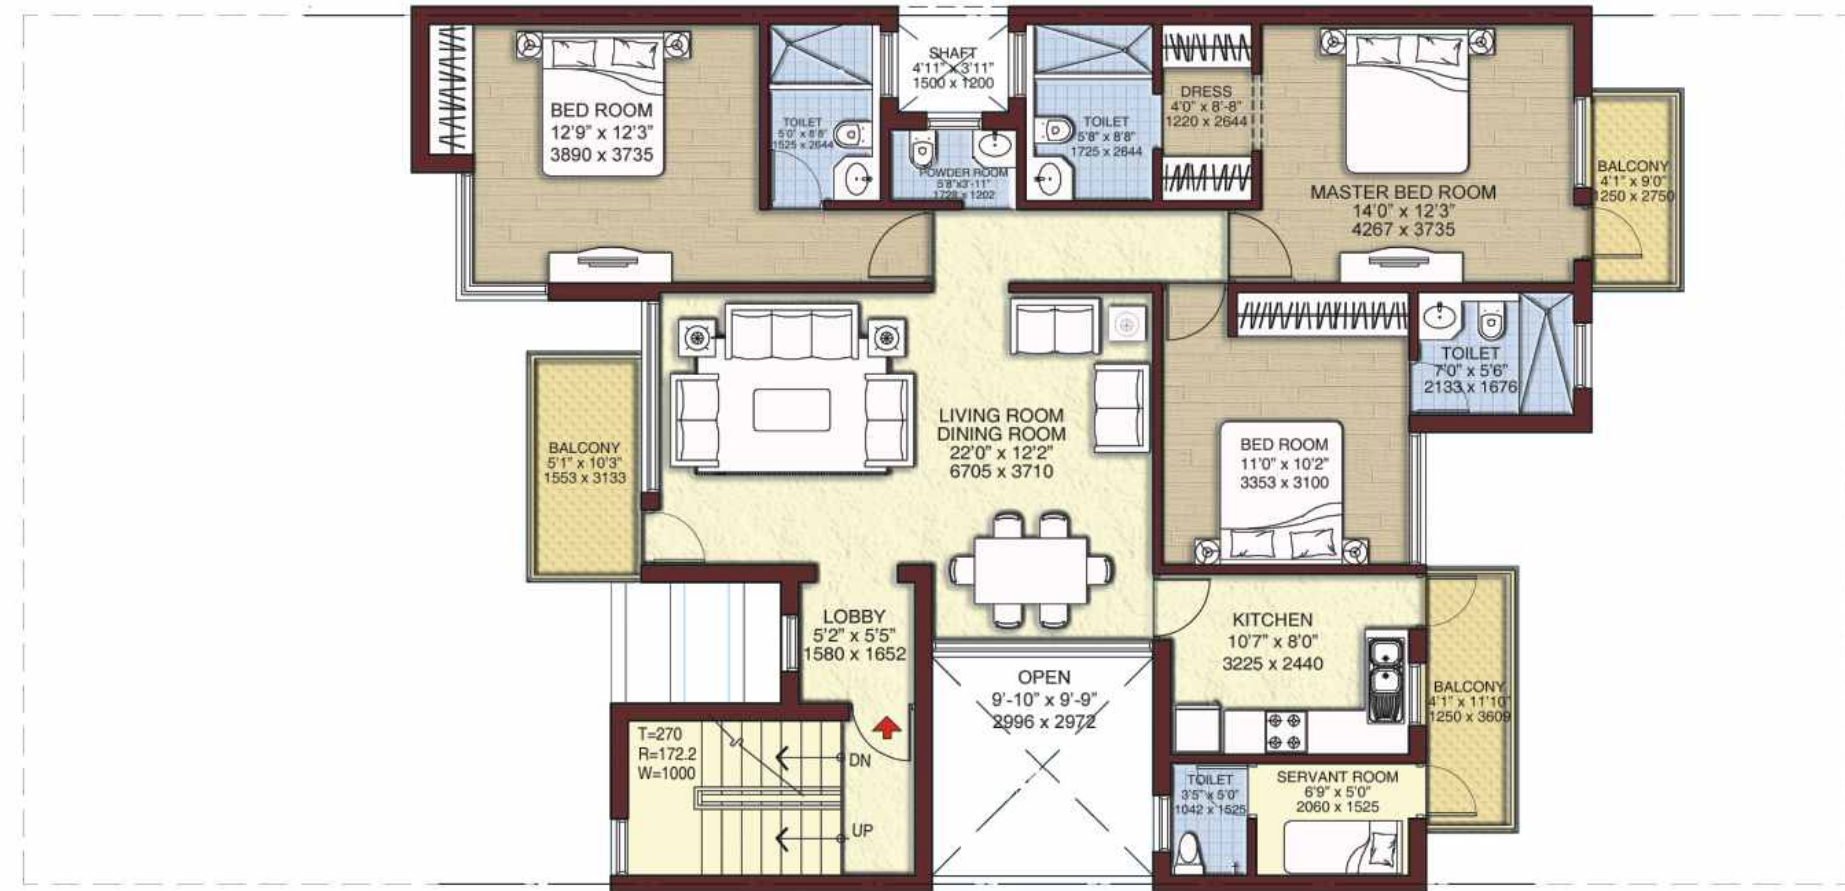 BED ROOM
12'9" x 12'3"
3890 x 3735
TOILET
5'0" x 8'8"
1525 x 2644
SHAFT
4'11" x 3'11"
1500 x 1200
POWDER ROOM
5'8"x3'-11"
1728 x 1202
TOILET
5'8" x 8'8"
1725 x 2644
DRESS
4'0" x 8'-8"
1220 x 2644
MASTER BED ROOM
14'0" x 12'3"
4267 x 3735
BALCONY
4'1" x 9'0"
1250 x 2750
BALCONY
5'1" x 10'3"
1553 x 3133
LIVING ROOM
DINING ROOM
22'0" x 12'2"
6705 x 3710
BED ROOM
11'0" x 10'2"
3353 x 3100
TOILET
7'0" x 5'6"
2133 x 1676
LOBBY
5'2" x 5'5"
1580 x 1652
KITCHEN
10'7" x 8'0"
3225 x 2440
OPEN
9'-10" x 9'-9"
2996 x 2972
BALCONY
4'1" x 11'10"
1250 x 3609
T=270
R=172.2
W=1000
DN
UP
TOILET
3'5" x 5'0"
1042 x 1525
SERVANT ROOM
6'9" x 5'0"
2060 x 1525